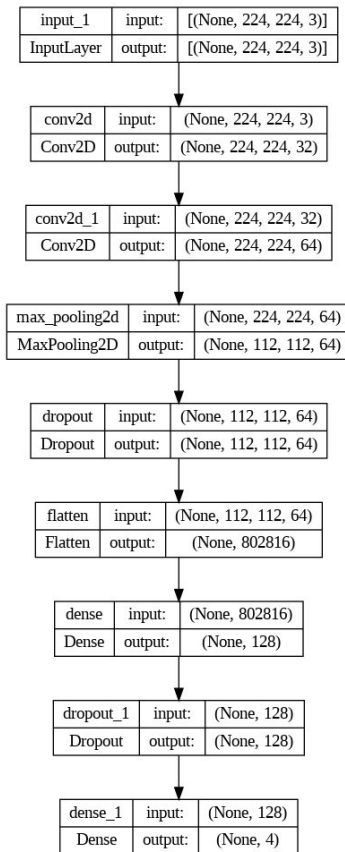 input_1 input: [(None, 224, 224, 3)]
InputLayer output: [(None, 224, 224, 3)]
conv2d input: (None, 224, 224, 3)
Conv2D output: (None, 224, 224, 32)
conv2d_1 input: (None, 224, 224, 32)
Conv2D output: (None, 224, 224, 64)
max_pooling2d input: (None, 224, 224, 64)
MaxPooling2D output: (None, 112, 112, 64)
dropout input: (None, 112, 112, 64)
Dropout output: (None, 112, 112, 64)
flatten input: (None, 112, 112, 64)
Flatten output: (None, 802816)
dense input: (None, 802816)
Dense output: (None, 128)
dropout_1 input: (None, 128)
Dropout output: (None, 128)
dense_1 input: (None, 128)
Dense output: (None, 4)